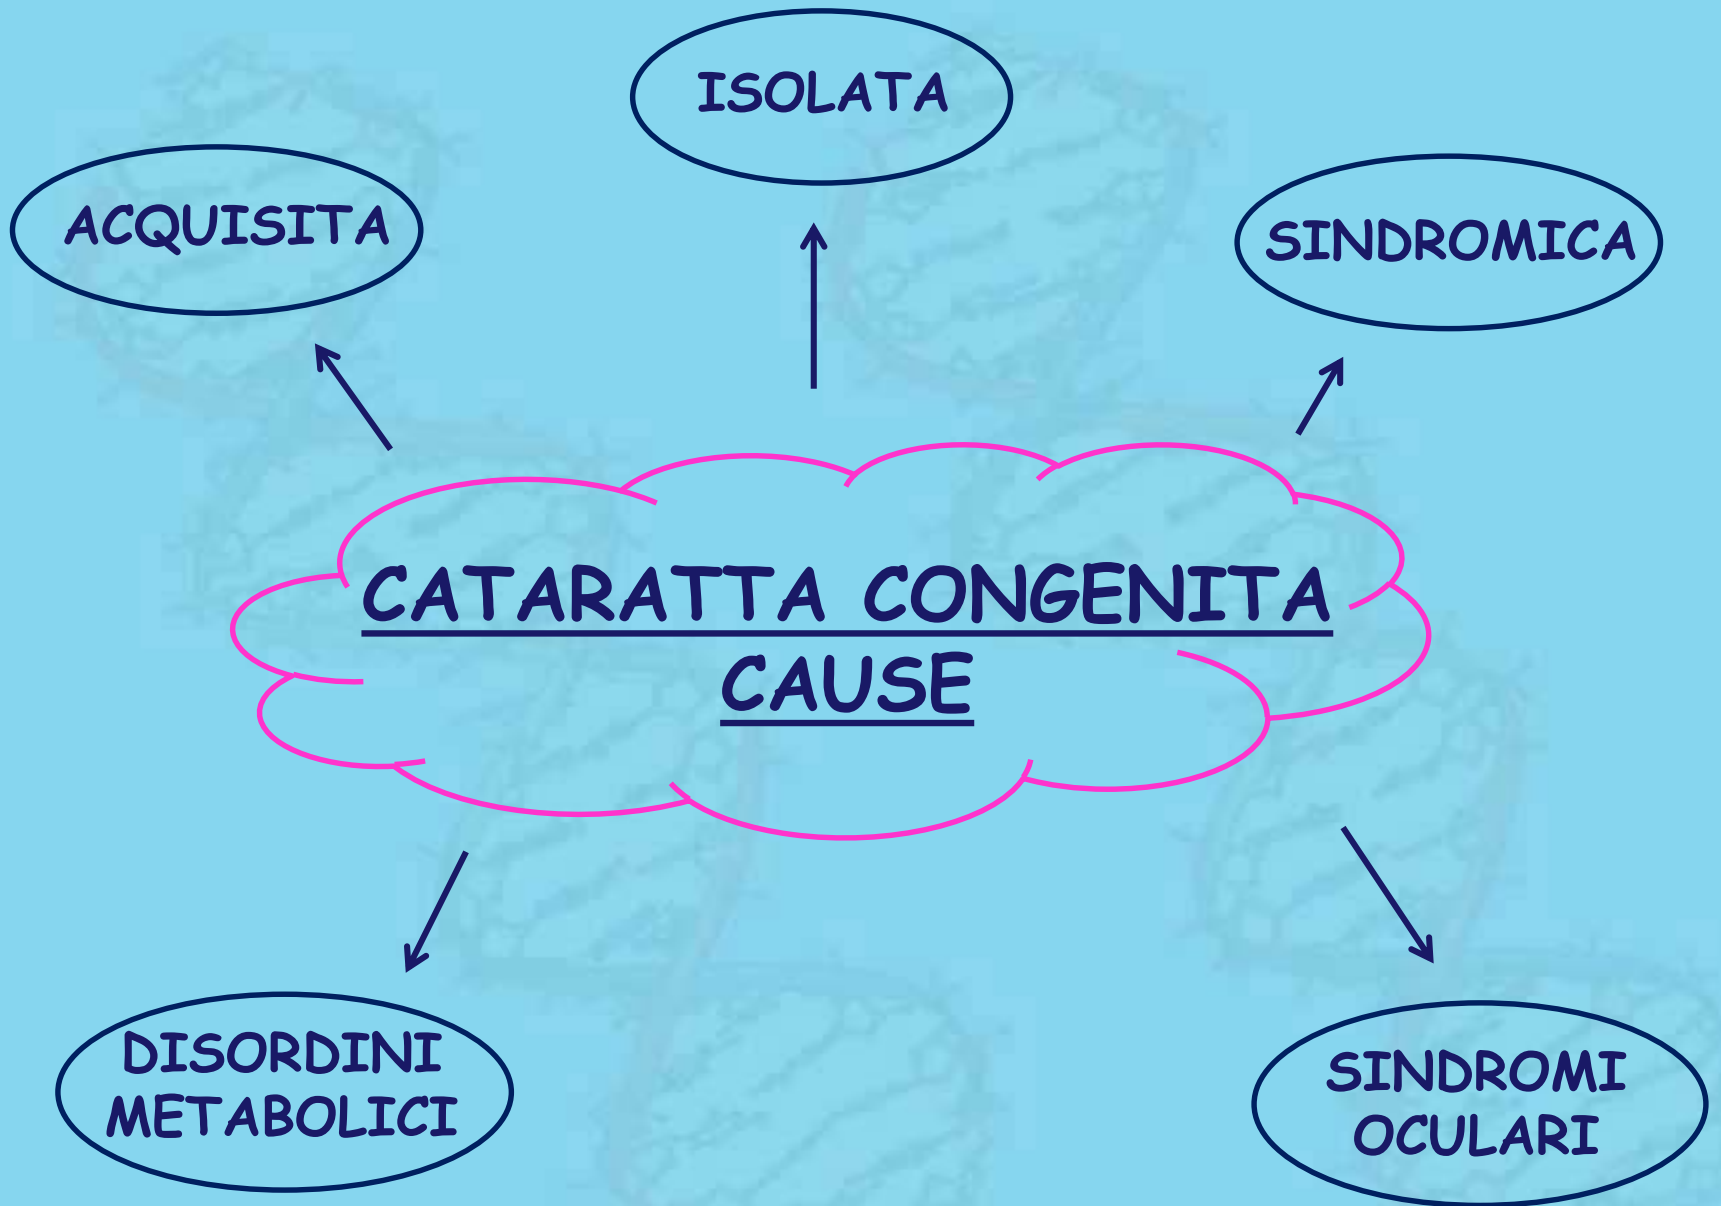 ISOLATA
ACQUISITA
SINDROMICA
CATARATTA CONGENITA
CAUSE
DISORDINI
METABOLICI
SINDROMI
OCULARI